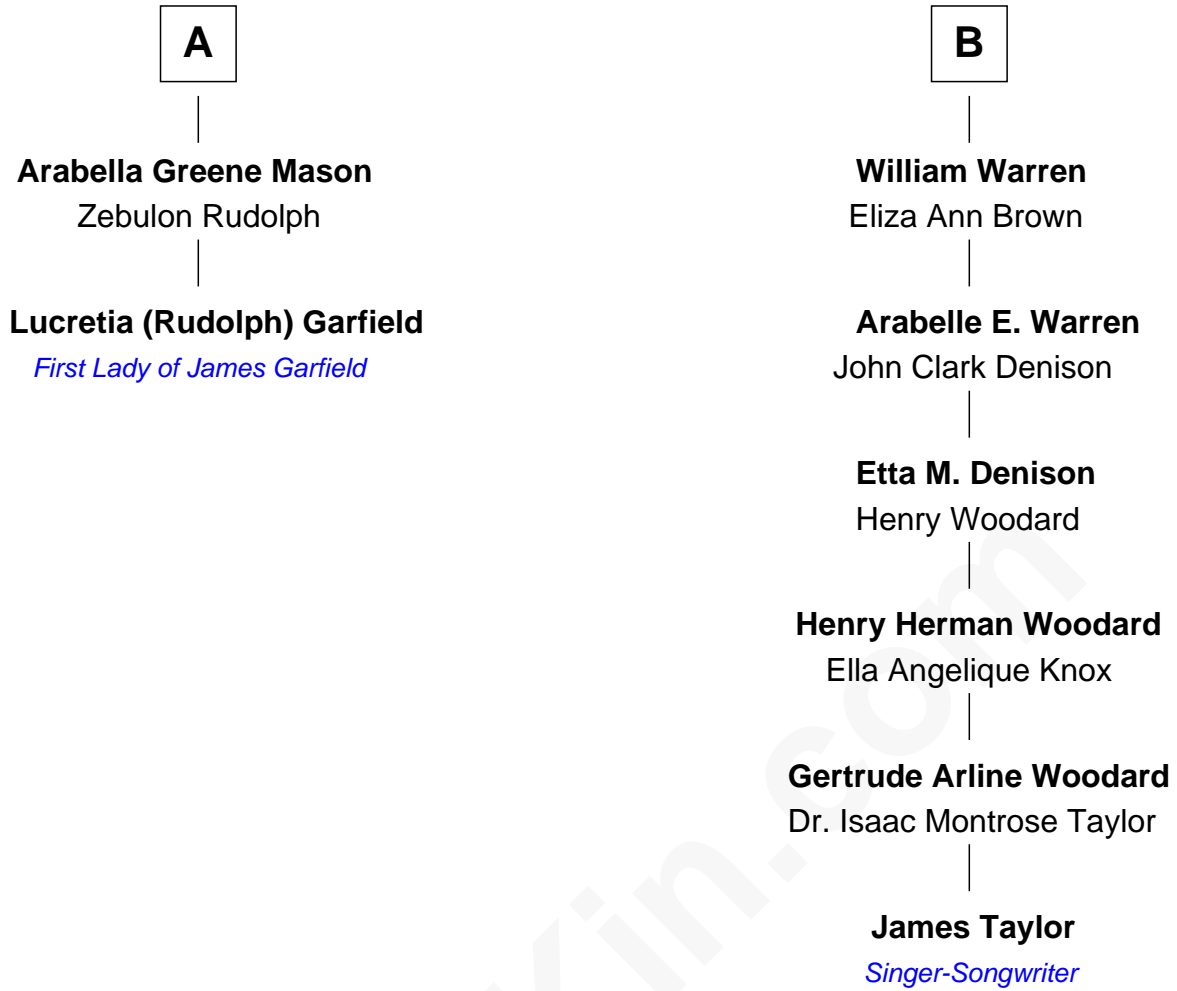 A
Arabella Greene Mason
Zebulon Rudolph
Lucretia (Rudolph) Garfield
First Lady of James Garfield
B
William Warren
Eliza Ann Brown
Arabelle E. Warren
John Clark Denison
Etta M. Denison
Henry Woodard
Henry Herman Woodard
Ella Angelique Knox
Gertrude Arline Woodard
Dr. Isaac Montrose Taylor
James Taylor
Singer-Songwriter
Kin.com